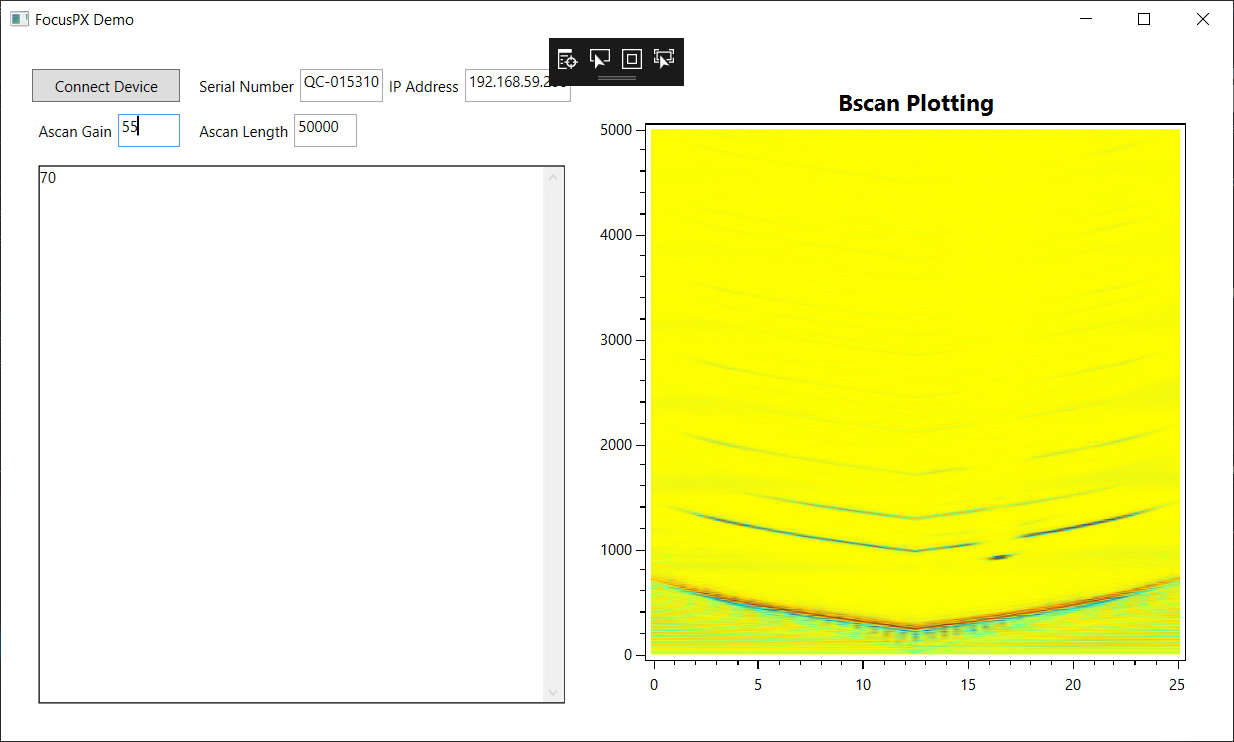 FocusPX Demo
Connect Device Serial Number QC-015310 IP Address 192.168.59.2
Ascan Gain 55 Ascan Length 50000
70
Bscan Plotting
5000
4000
3000
2000
1000
0
0 5 10 15 20 25